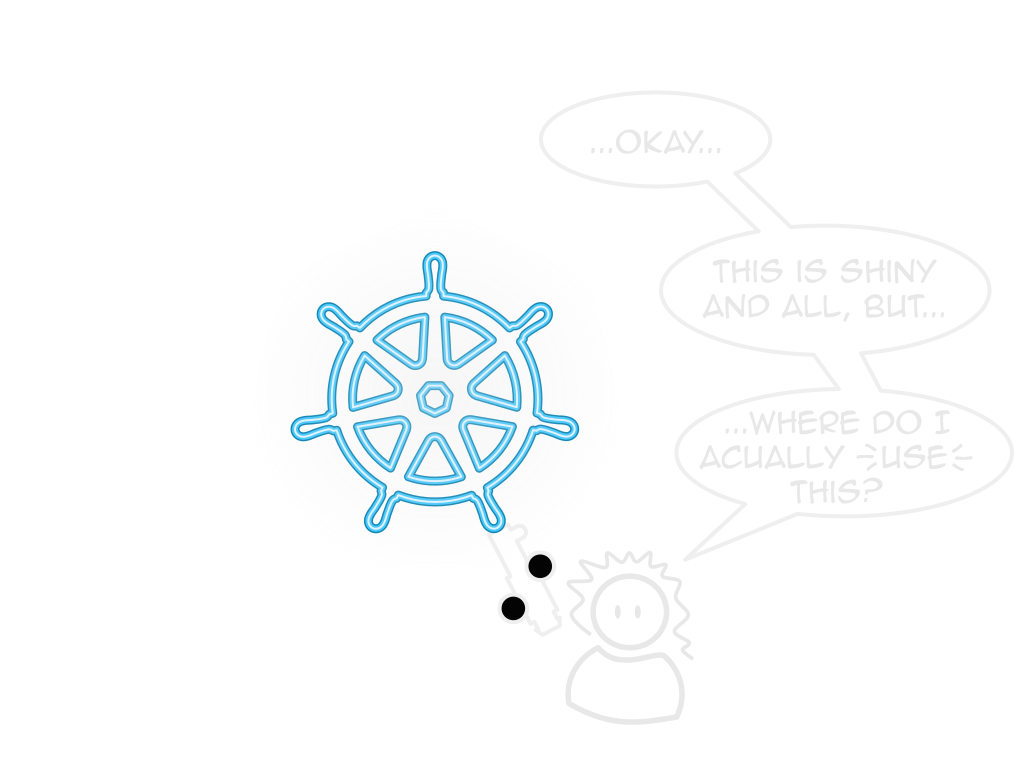 ...OKAY...
THIS IS SHINY
AND ALL, BUT...
...WHERE DO I
ACUALLY USE
THIS?